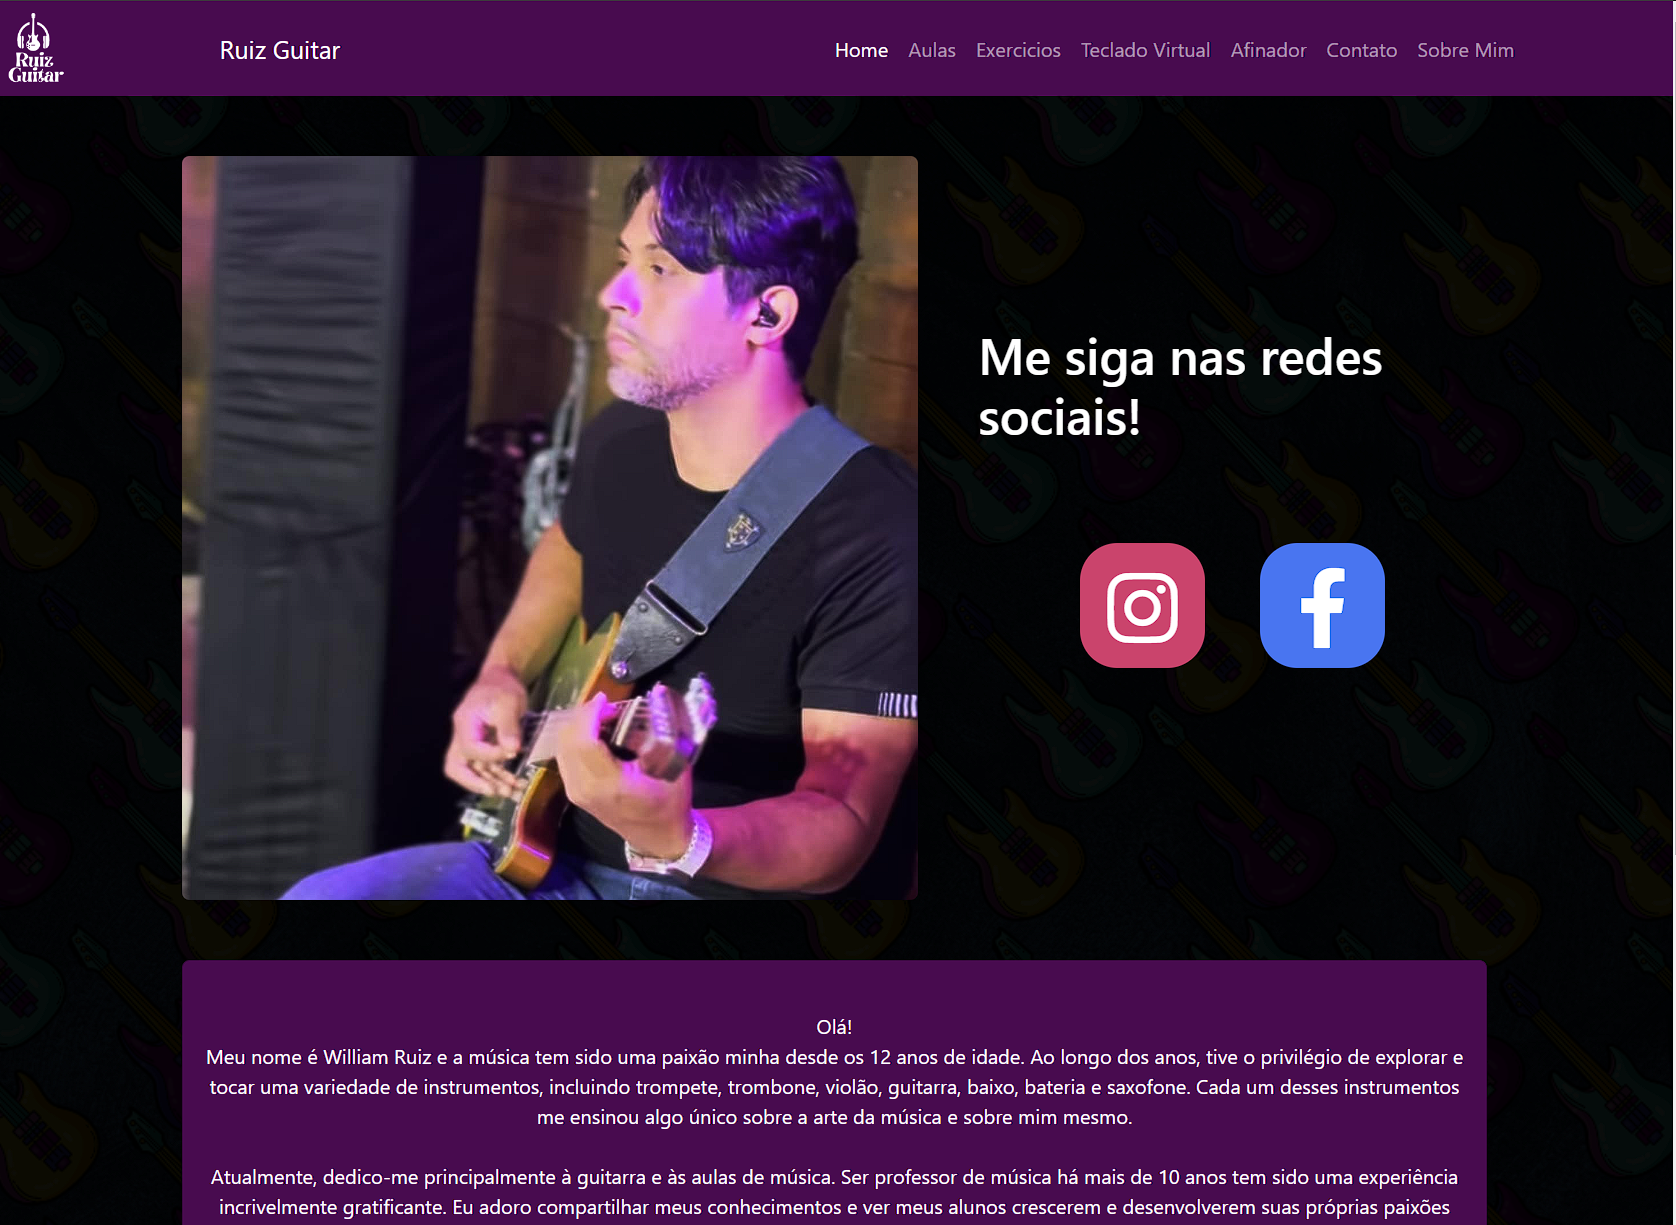 Ruiz
Guitar
Ruiz Guitar
Home Aulas Exercicios Teclado Virtual Afinador Contato Sobre Mim
Me siga nas redes
sociais!
Olá!
Meu nome é William Ruiz e a música tem sido uma paixão minha desde os 12 anos de idade. Ao longo dos anos, tive o privilégio de explorar e
tocar uma variedade de instrumentos, incluindo trompete, trombone, violão, guitarra, baixo, bateria e saxofone. Cada um desses instrumentos
me ensinou algo único sobre a arte da música e sobre mim mesmo.
Atualmente, dedico-me principalmente à guitarra e às aulas de música. Ser professor de música há mais de 10 anos tem sido uma experiência
incrivelmente gratificante. Eu adoro compartilhar meus conhecimentos e ver meus alunos crescerem e desenvolverem suas próprias paixões